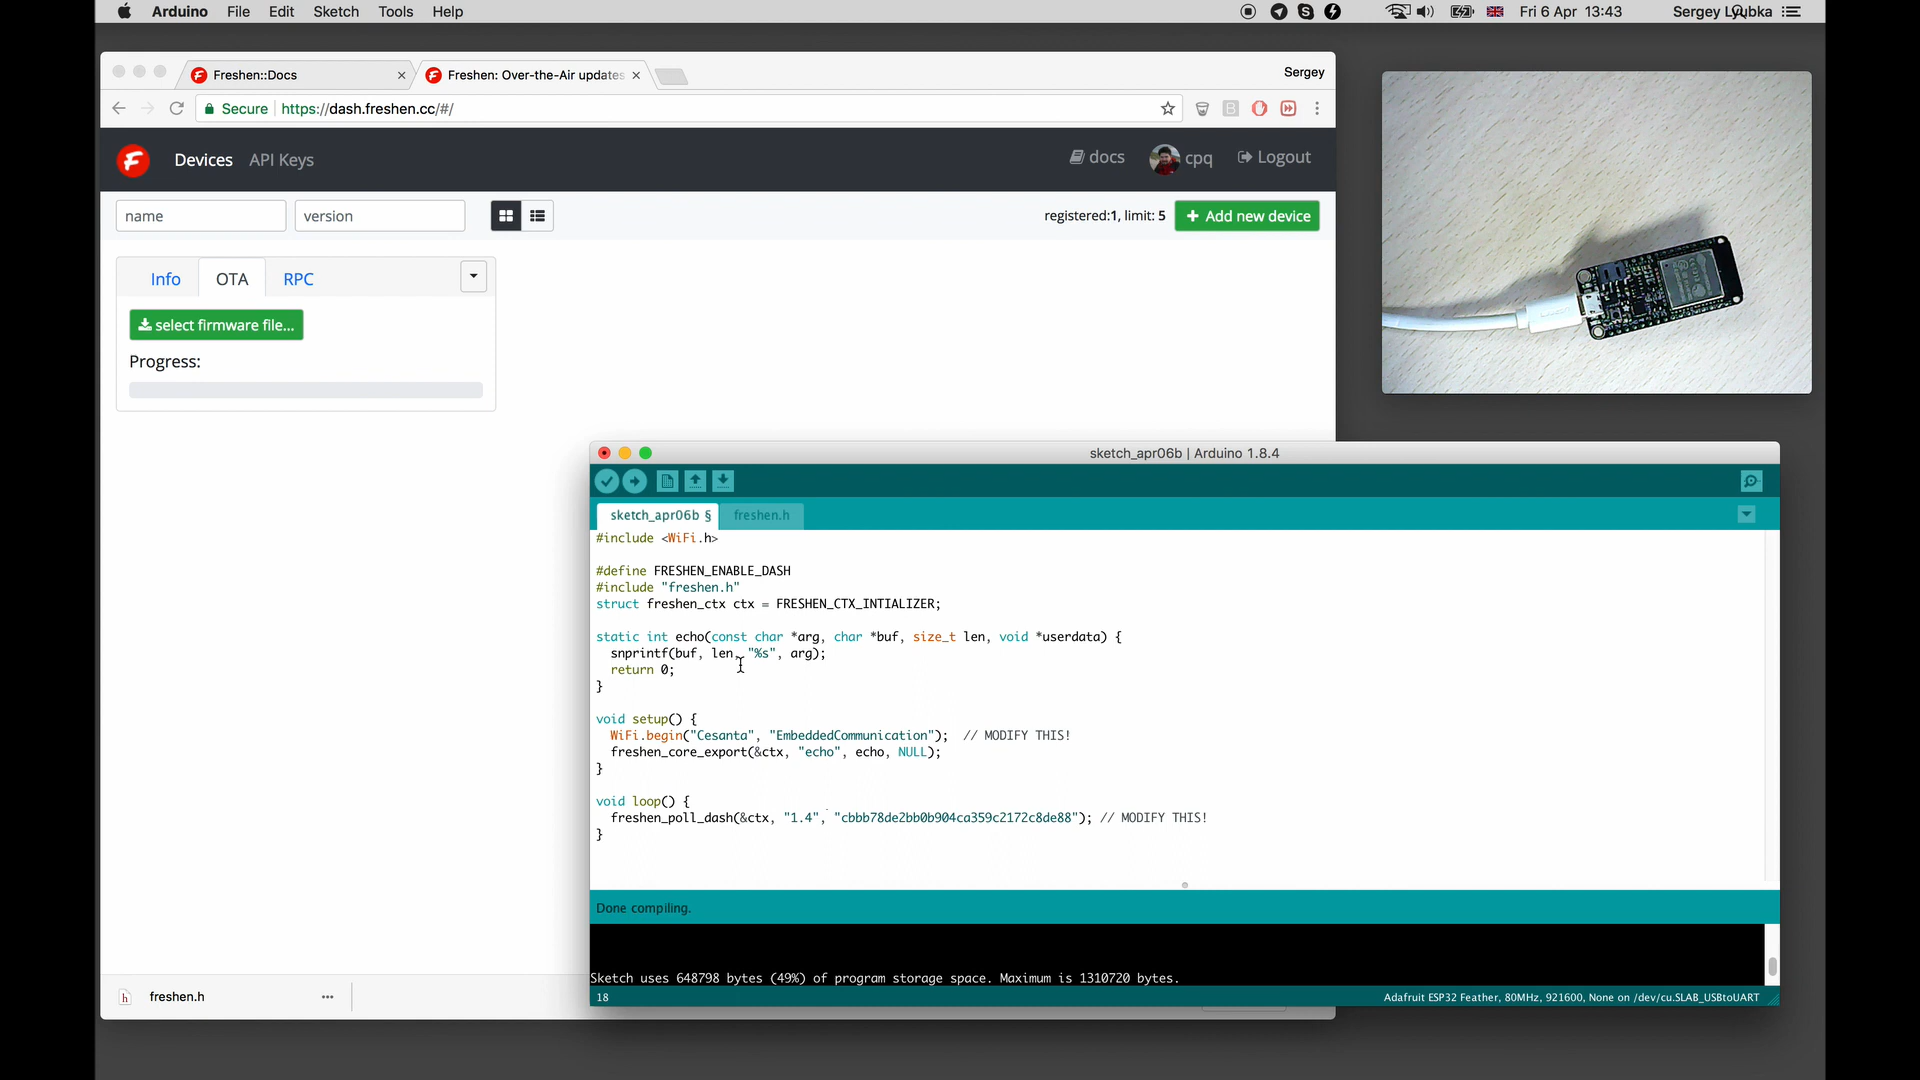 Arduino File Edit Sketch Tools Help
Fri 6 Apr 13:43 Sergey Lyubka
Freshen::Docs
Freshen: Over-the-Air updates
Sergey
Secure https://dash.freshen.cc/#/
F Devices API Keys
docs cpq Logout
name version
registered:1, limit: 5 + Add new device
Info OTA RPC
select firmware file...
Progress:
sketch_apr06b | Arduino 1.8.4
sketch_apr06b § freshen.h
#include <WiFi.h>
#define FRESHEN_ENABLE_DASH
#include "freshen.h"
struct freshen_ctx ctx = FRESHEN_CTX_INTIALIZER;
static int echo(const char *arg, char *buf, size_t len, void *userdata) {
snprintf(buf, len, "%s", arg);
return 0;
}
void setup() {
WiFi.begin("Cesanta", "EmbeddedCommunication"); // MODIFY THIS!
freshen_core_export(&ctx, "echo", echo, NULL);
}
void loop() {
freshen_poll_dash(&ctx, "1.4", "cbbb78de2bb0b904ca359c2172c8de88"); // MODIFY THIS!
}
Done compiling.
Sketch uses 648798 bytes (49%) of program storage space. Maximum is 1310720 bytes.
18 Adafruit ESP32 Feather, 80MHz, 921600, None on /dev/cu.SLAB_USBtoUART
h freshen.h